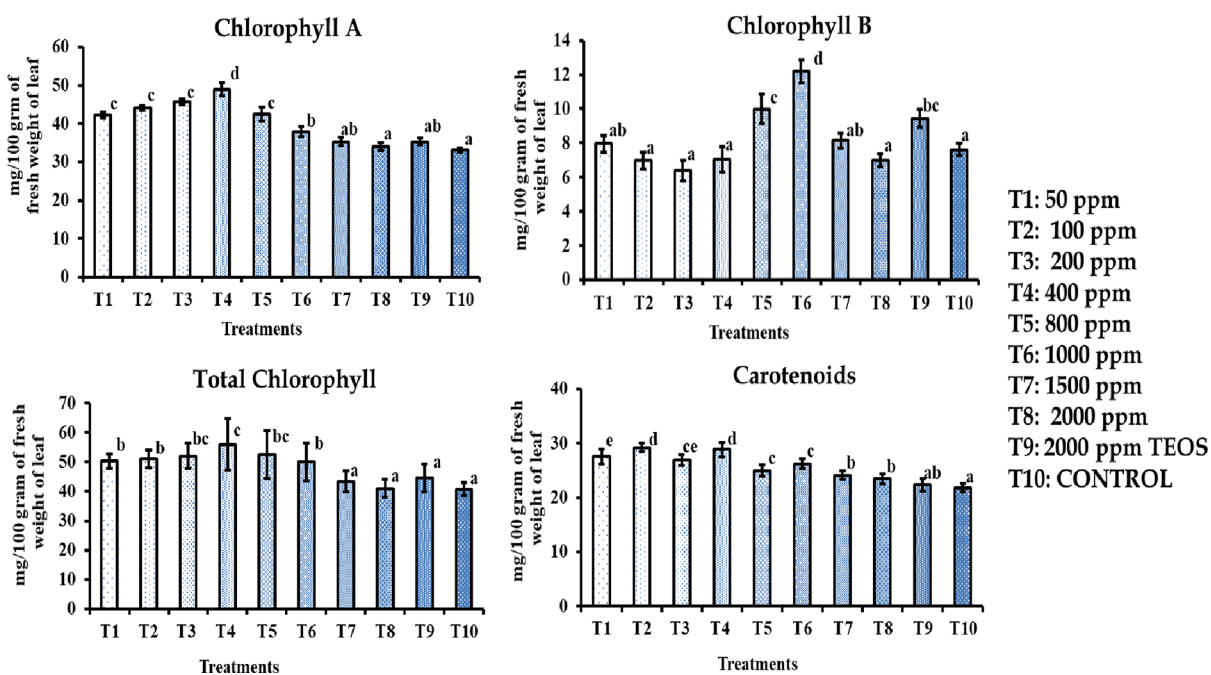 Chlorophyll A
mg/100 grm of
fresh weight of leaf
60
50
40
30
20
10
0
c
c
c
d
c
b
ab
a
ab
a
T1 T2 T3 T4 T5 T6 T7 T8 T9 T10
Treatments
Chlorophyll B
mg/100 gram of fresh
weight of leaf
14
12
10
8
6
4
2
0
ab
a
a
a
c
d
ab
a
bc
a
T1 T2 T3 T4 T5 T6 T7 T8 T9 T10
Treatments
Total Chlorophyll
mg/100 gram of fresh
weight of leaf
70
60
50
40
30
20
10
0
b
b
bc
c
bc
b
a
a
a
a
T1 T2 T3 T4 T5 T6 T7 T8 T9 T10
Treatments
Carotenoids
mg/100 gram of fresh
weight of leaf
40
30
20
10
0
e
d
ce
d
c
c
b
b
ab
a
T1 T2 T3 T4 T5 T6 T7 T8 T9 T10
Treatments
T1: 50 ppm
T2: 100 ppm
T3: 200 ppm
T4: 400 ppm
T5: 800 ppm
T6: 1000 ppm
T7: 1500 ppm
T8: 2000 ppm
T9: 2000 ppm TEOS
T10: CONTROL